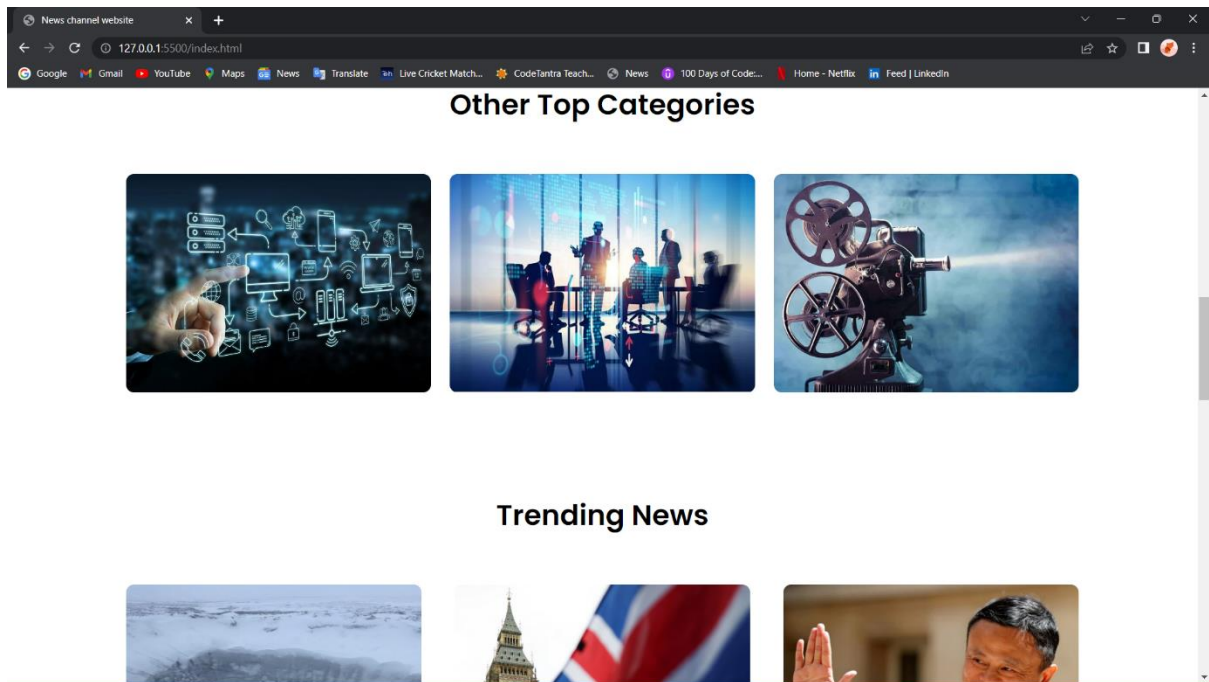 News channel website
127.0.0.1:5500/index.html
Google Gmail YouTube Maps News Translate Live Cricket Match... CodeTantra Teach... News 100 Days of Code:... Home - Netflix Feed | LinkedIn
Other Top Categories
Trending News